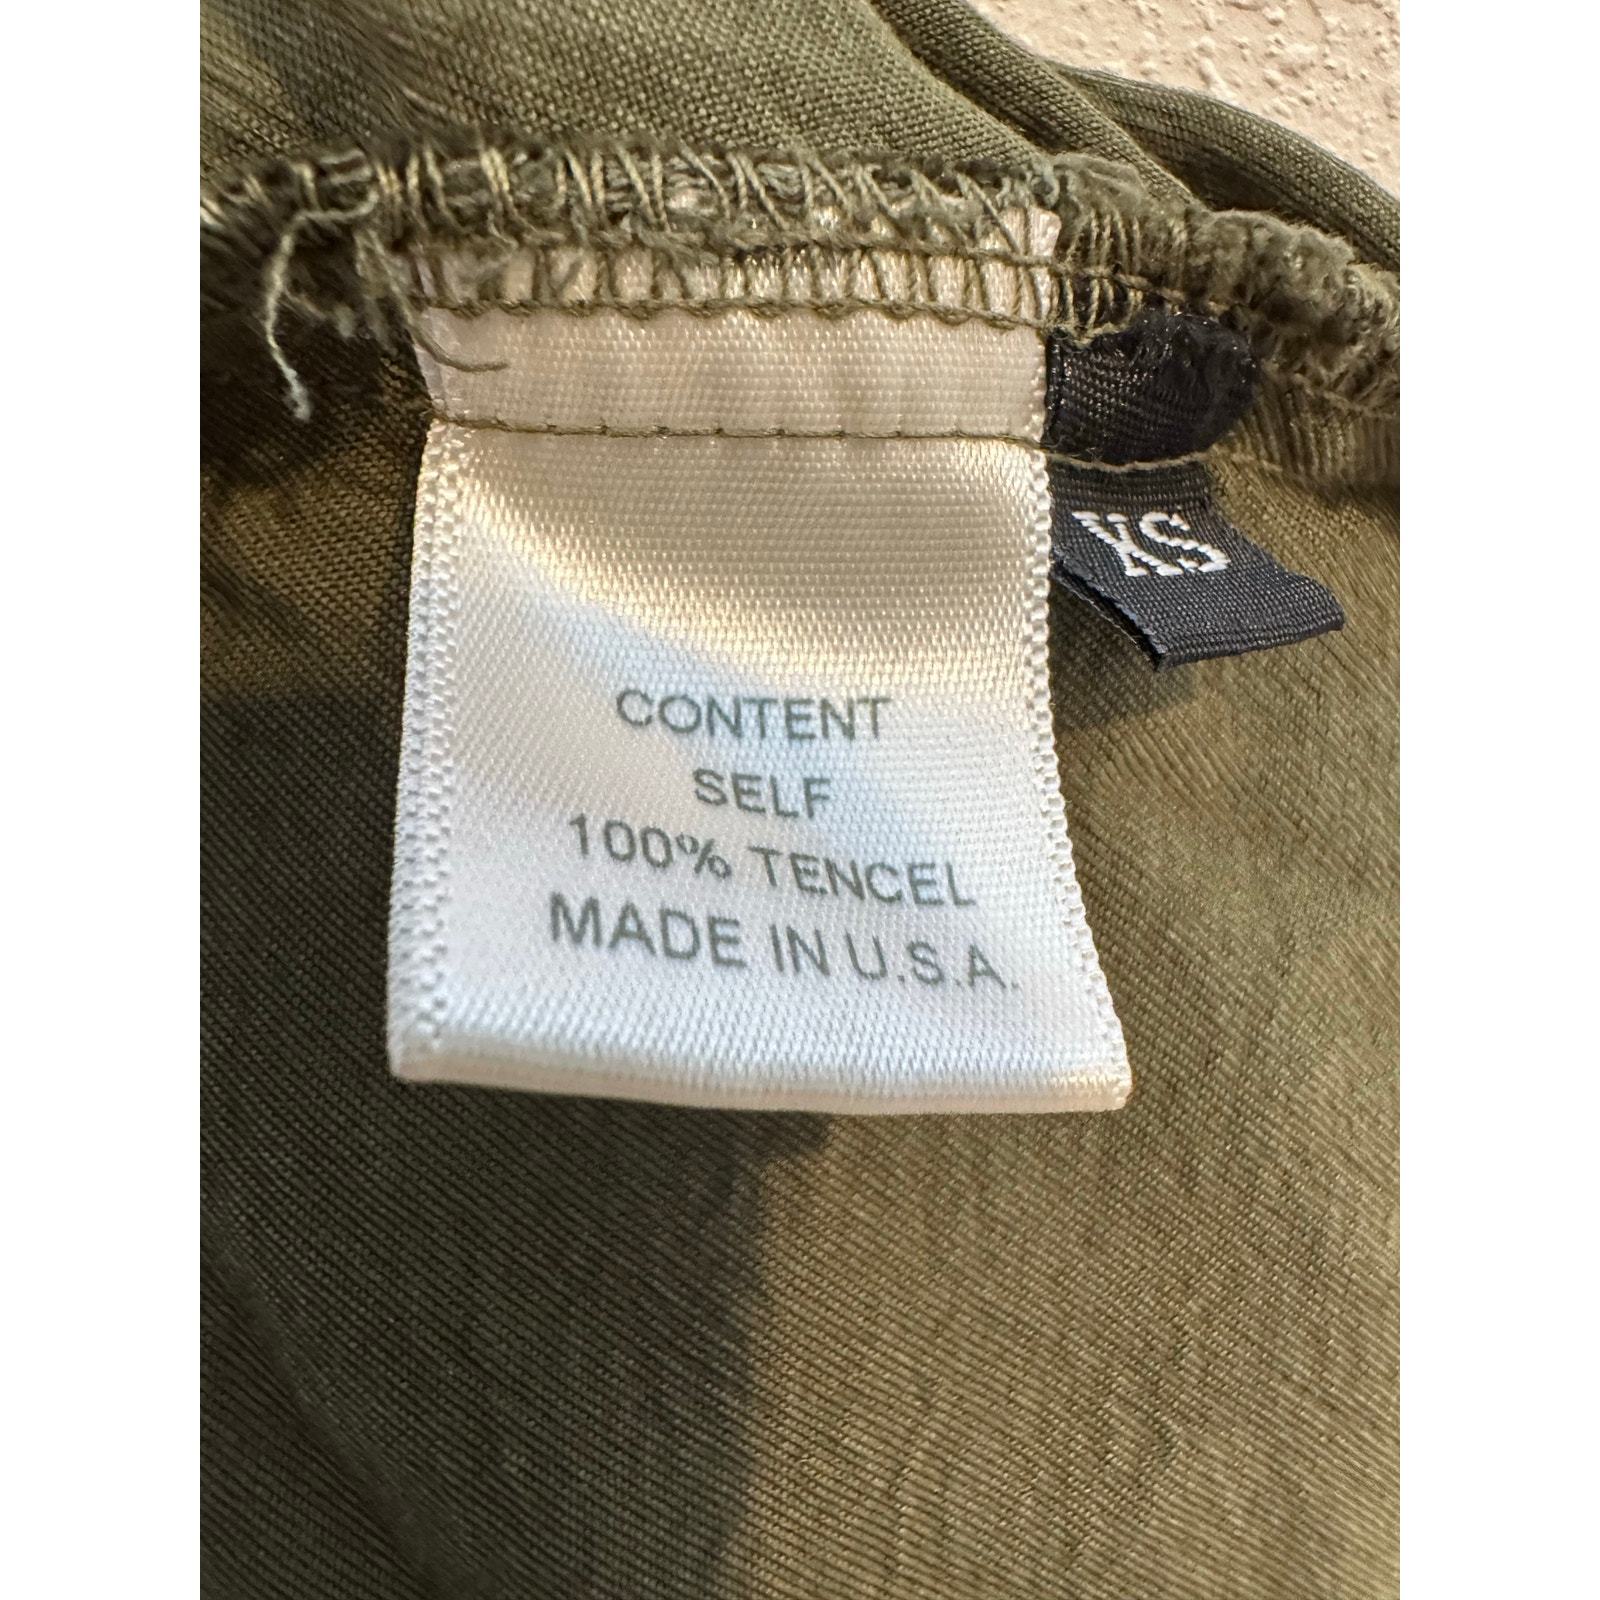 XS
CONTENT
SELF
100% TENCEL
MADE IN U.S.A.